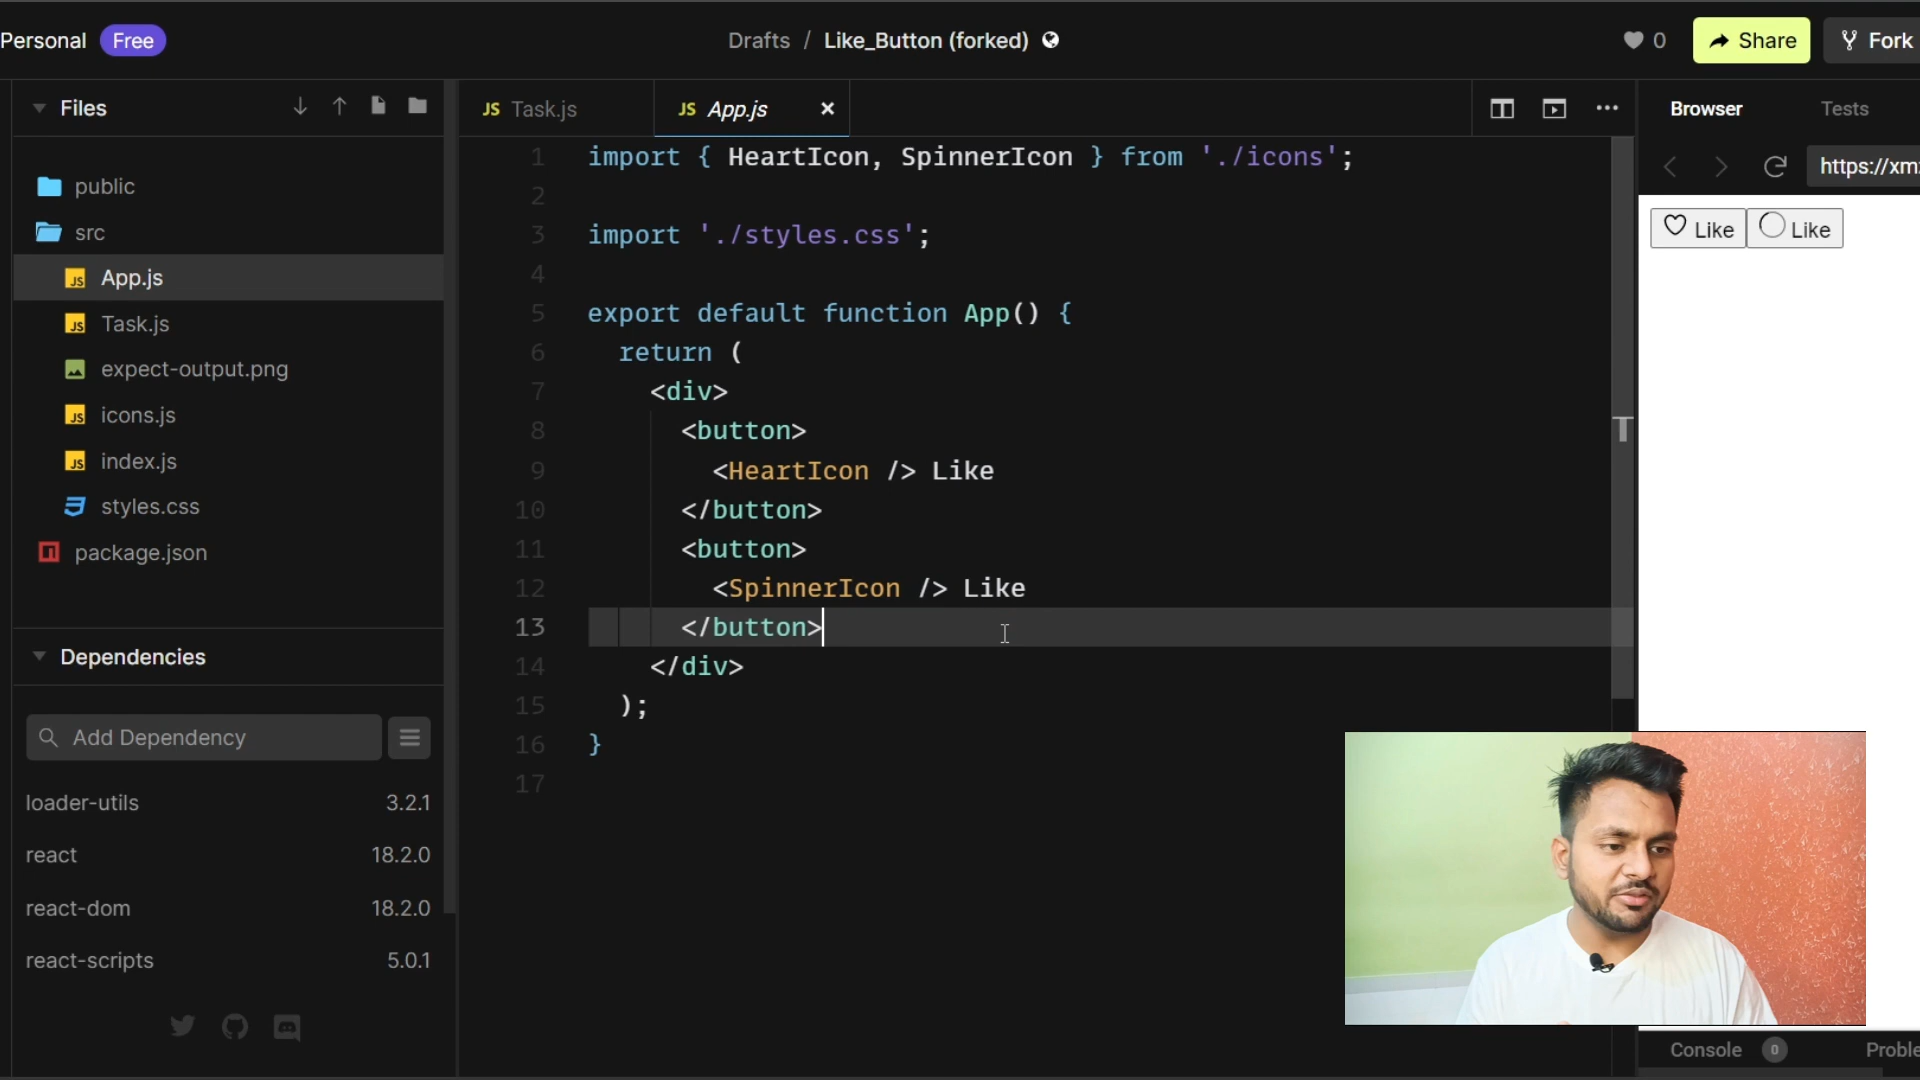 Personal Free
Drafts / Like_Button (forked)
0
Share
Fork
Files
public
src
JS App.js
JS Task.js
expect-output.png
JS icons.js
JS index.js
styles.css
package.json
Dependencies
Add Dependency
loader-utils 3.2.1
react 18.2.0
react-dom 18.2.0
react-scripts 5.0.1
JS Task.js
JS App.js ×
1 import { HeartIcon, SpinnerIcon } from './icons';
2
3 import './styles.css';
4
5 export default function App() {
6 return (
7 <div>
8 <button>
9 <HeartIcon /> Like
10 </button>
11 <button>
12 <SpinnerIcon /> Like
13 </button>
14 </div>
15 );
16 }
17
Browser Tests
https://xm
Like Like
Console 0 Proble